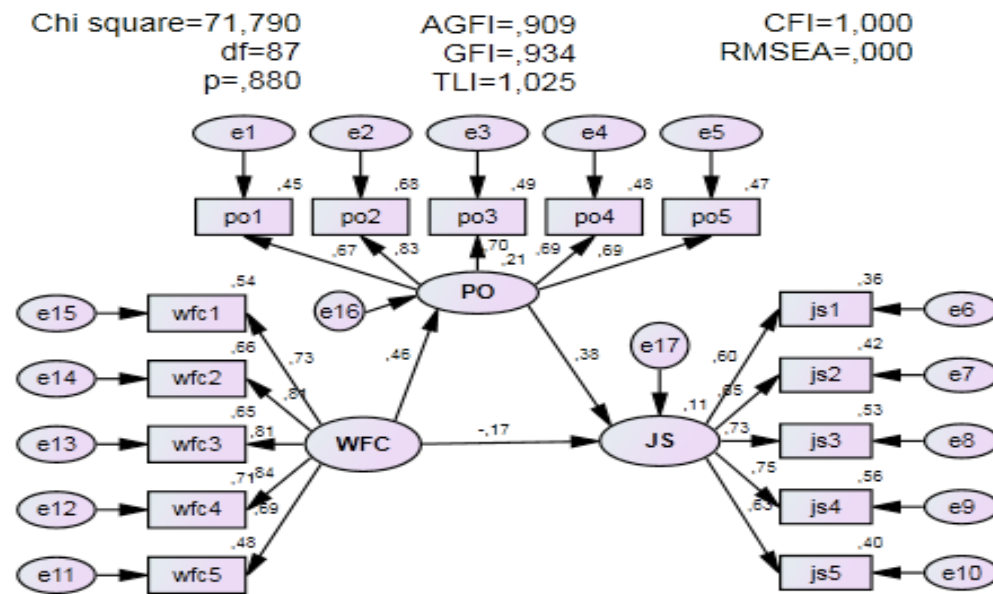 Chi square=71,790
df=87
p=,880
AGFI=,909
GFI=,934
TLI=1,025
CFI=1,000
RMSEA=,000
e1 e2 e3 e4 e5
,45 ,68 ,49 ,48 ,47
po1 po2 po3 po4 po5
,67 ,83 ,70 ,69 ,69
,21
PO
e16
,46
,38
e17
,54
e15 wfc1
,73
,66
e14 wfc2
,81
,65
e13 wfc3
,81
WFC
-,17
,11
JS
,71
,84
e12 wfc4
,69
,48
e11 wfc5
,36
js1 e6
,60
,42
js2 e7
,65
,53
js3 e8
,73
,56
js4 e9
,75
,63
,40
js5 e10